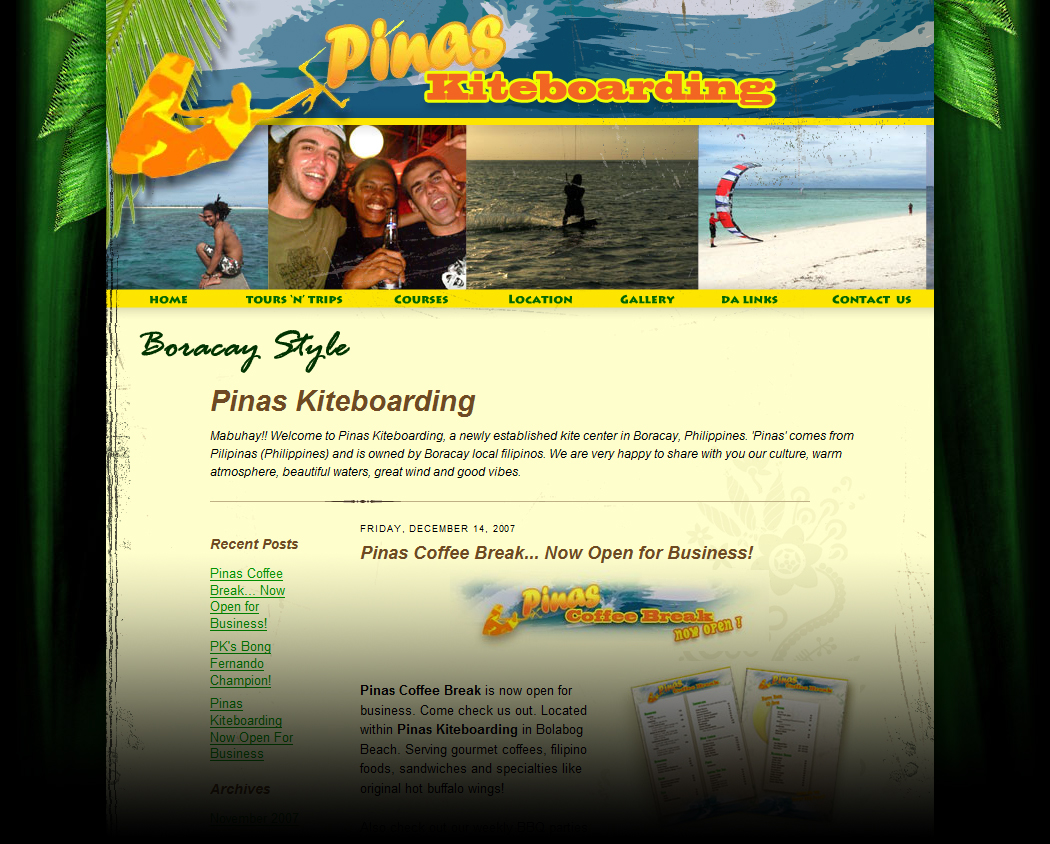 Pinas
Kiteboarding
HOME TOURS 'N' TRIPS COURSES LOCATION GALLERY DA LINKS CONTACT US
Boracay Style
Pinas Kiteboarding
Mabuhay!! Welcome to Pinas Kiteboarding, a newly established kite center in Boracay, Philippines. 'Pinas' comes from
Pilipinas (Philippines) and is owned by Boracay local filipinos. We are very happy to share with you our culture, warm
atmosphere, beautiful waters, great wind and good vibes.
Recent Posts
Pinas Coffee
Break... Now
Open for
Business!
PK's Bong
Fernando
Champion!
Pinas
Kiteboarding
Now Open For
Business
Archives
November 2007
FRIDAY, DECEMBER 14, 2007
Pinas Coffee Break... Now Open for Business!
Pinas
Coffee Break
now open !
Pinas Coffee Break is now open for
business. Come check us out. Located
within Pinas Kiteboarding in Bolabog
Beach. Serving gourmet coffees, filipino
foods, sandwiches and specialties like
original hot buffalo wings!